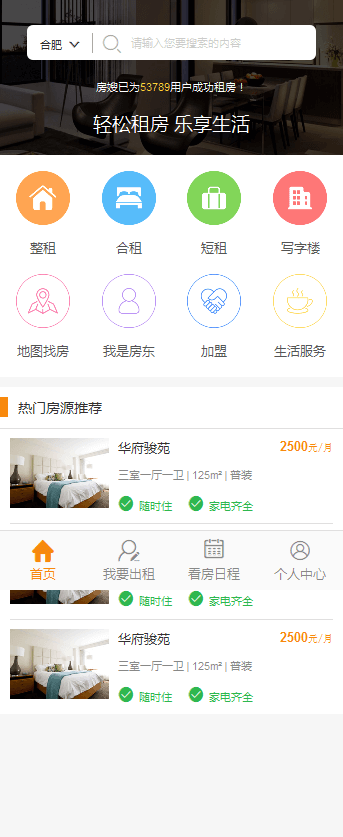 合肥 请输入您要搜索的内容
房嫂已为53789用户成功租房！
轻松租房 乐享生活
整租 合租 短租 写字楼
地图找房 我是房东 加盟 生活服务
热门房源推荐
华府骏苑 2500元/月
三室一厅一卫 | 125m² | 普装
随时住 家电齐全
首页 我要出租 看房日程 个人中心
随时住 家电齐全
华府骏苑 2500元/月
三室一厅一卫 | 125m² | 普装
随时住 家电齐全